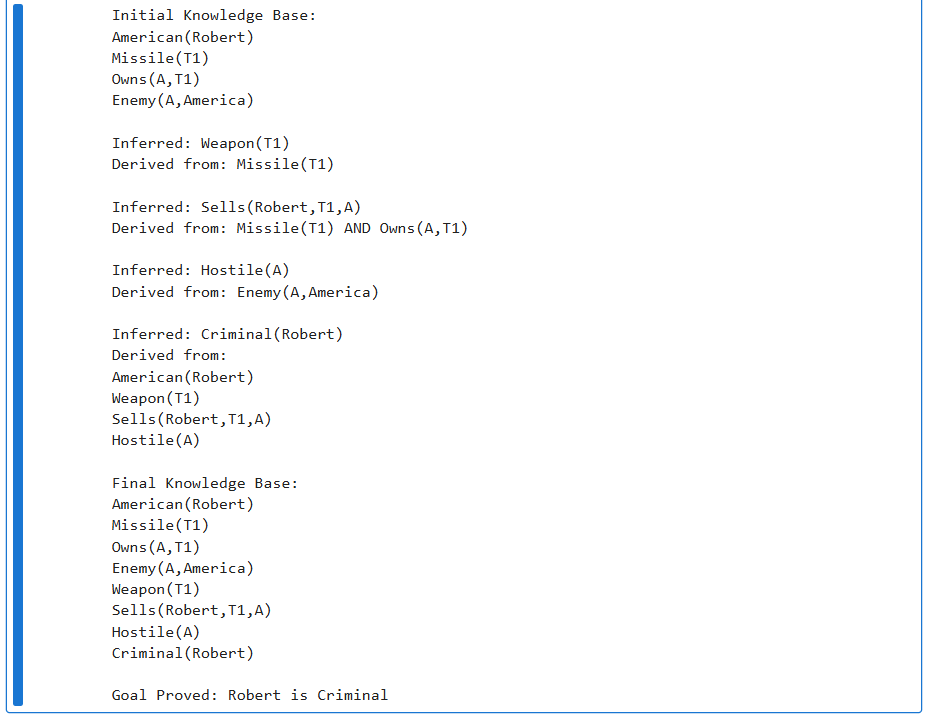 Initial Knowledge Base:
American(Robert)
Missile(T1)
Owns(A,T1)
Enemy(A,America)
Inferred: Weapon(T1)
Derived from: Missile(T1)
Inferred: Sells(Robert,T1,A)
Derived from: Missile(T1) AND Owns(A,T1)
Inferred: Hostile(A)
Derived from: Enemy(A,America)
Inferred: Criminal(Robert)
Derived from:
American(Robert)
Weapon(T1)
Sells(Robert,T1,A)
Hostile(A)
Final Knowledge Base:
American(Robert)
Missile(T1)
Owns(A,T1)
Enemy(A,America)
Weapon(T1)
Sells(Robert,T1,A)
Hostile(A)
Criminal(Robert)
Goal Proved: Robert is Criminal